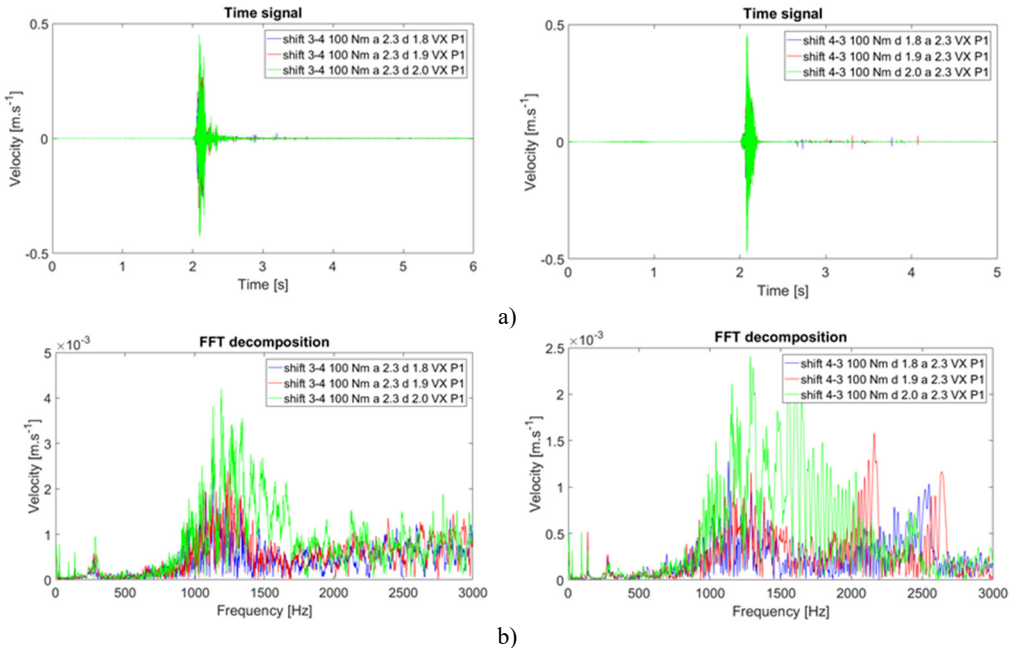 Time signal
0.5
0
-0.5
Velocity [m.s-1]
shift 3-4 100 Nm a 2.3 d 1.8 VX P1
shift 3-4 100 Nm a 2.3 d 1.9 VX P1
shift 3-4 100 Nm a 2.3 d 2.0 VX P1
0 1 2 3 4 5 6
Time [s]
Time signal
0.5
0
-0.5
Velocity [m.s-1]
shift 4-3 100 Nm d 1.8 a 2.3 VX P1
shift 4-3 100 Nm d 1.9 a 2.3 VX P1
shift 4-3 100 Nm d 2.0 a 2.3 VX P1
0 1 2 3 4 5
Time [s]
a)
FFT decomposition
×10-3
5
4
3
2
1
0
Velocity [m.s-1]
shift 3-4 100 Nm a 2.3 d 1.8 VX P1
shift 3-4 100 Nm a 2.3 d 1.9 VX P1
shift 3-4 100 Nm a 2.3 d 2.0 VX P1
0 500 1000 1500 2000 2500 3000
Frequency [Hz]
FFT decomposition
×10-3
2.5
2
1.5
1
0.5
0
Velocity [m.s-1]
shift 4-3 100 Nm d 1.8 a 2.3 VX P1
shift 4-3 100 Nm d 1.9 a 2.3 VX P1
shift 4-3 100 Nm d 2.0 a 2.3 VX P1
0 500 1000 1500 2000 2500 3000
Frequency [Hz]
b)